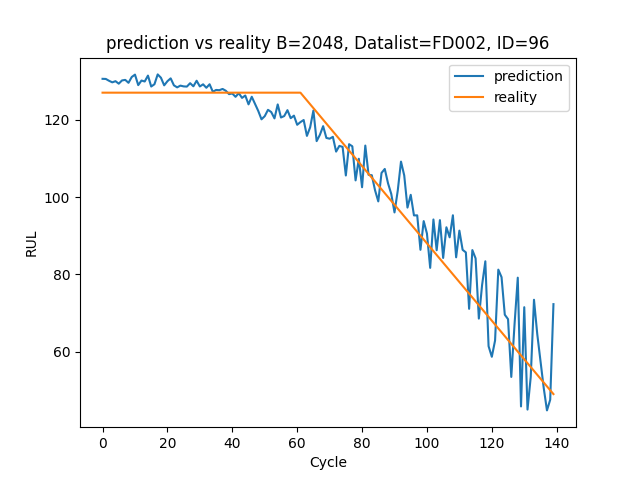 prediction vs reality B=2048, Datalist=FD002, ID=96
prediction
reality
RUL
120
100
80
60
0 20 40 60 80 100 120 140
Cycle